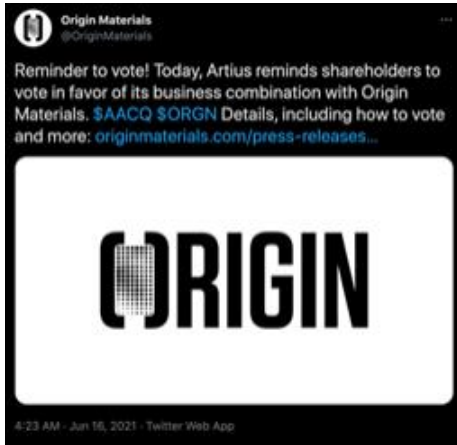 Origin Materials
@OriginMaterials
Reminder to vote! Today, Artius reminds shareholders to
vote in favor of its business combination with Origin
Materials. $AACQ $ORGN Details, including how to vote
and more: originmaterials.com/press-releases...
ORIGIN
4:23 AM · Jun 16, 2021 · Twitter Web App